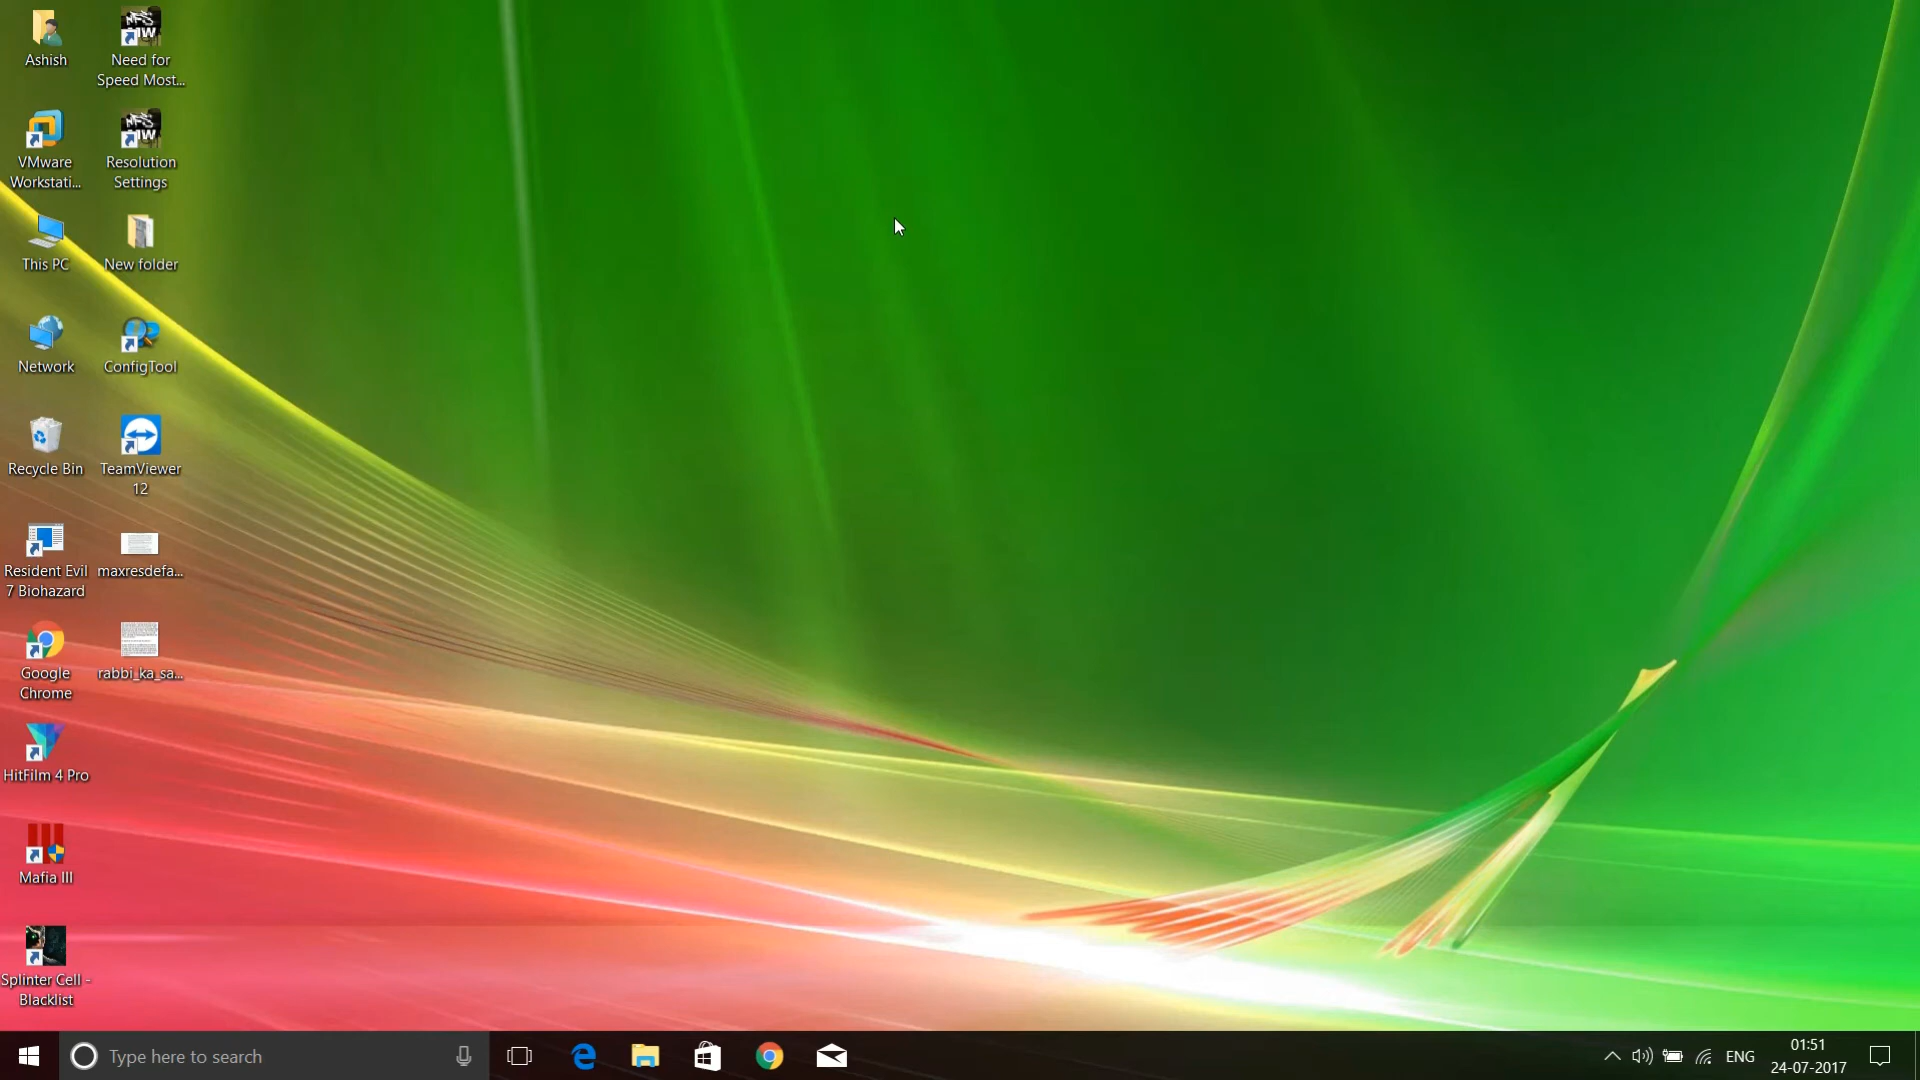 Ashish
Need for
Speed Most...
VMware
Workstati...
Resolution
Settings
This PC
New folder
Network
ConfigTool
Recycle Bin
TeamViewer
12
Resident Evil
7 Biohazard
maxresdefa...
Google
Chrome
rabbi_ka_sa...
HitFilm 4 Pro
Mafia III
Splinter Cell -
Blacklist
Type here to search
ENG
01:51
24-07-2017